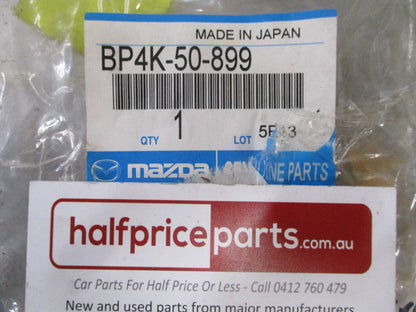 MADE IN JAPAN
BP4K-50-899
QTY 1 LOT
mazda GENUINE PARTS
halfpriceparts.com.au
Car Parts For Half Price Or Less - Call 0412 760 479
New and used parts from major manufacturers